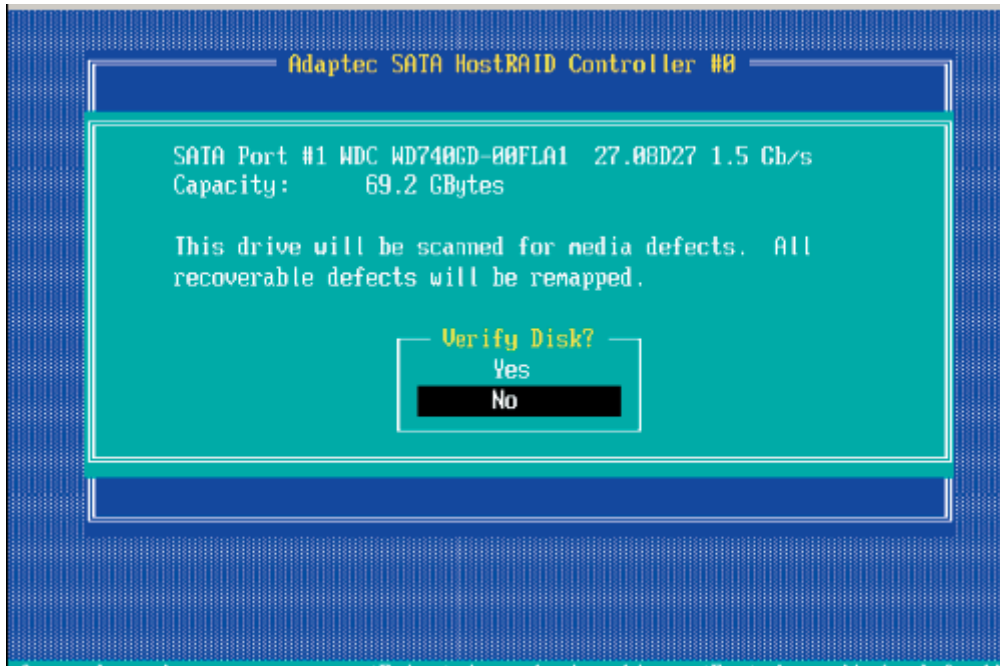 Adaptec SATA HostRAID Controller #0
SATA Port #1 WDC WD740GD-00FLA1 27.08D27 1.5 Gb/s
Capacity: 69.2 GBytes
This drive will be scanned for media defects. All
recoverable defects will be remapped.
Verify Disk?
Yes
No